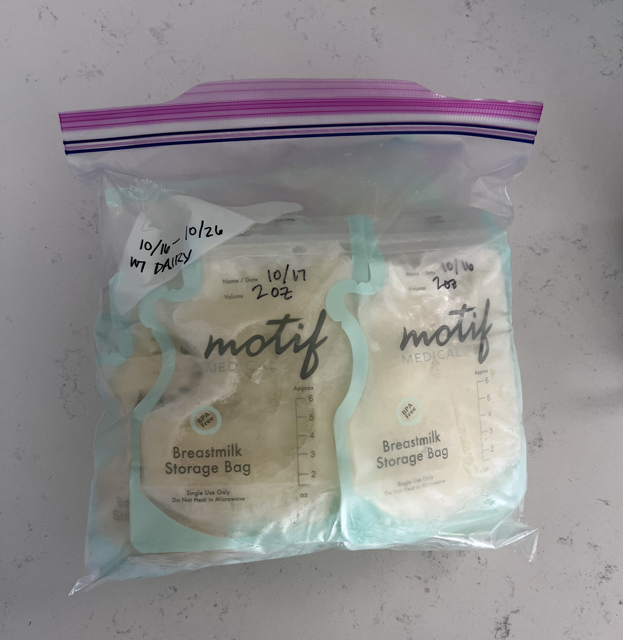 10/16-10/26
W/ DAIRY
Name / Date 10/17
Volume 2oz
motif
MEDICAL
Approx
6
5
4
3
2
oz
BPA
Free
Breastmilk
Storage Bag
Single Use Only
Do Not Heat in Microwave
10/16
Volume 2oz
motif
MEDICAL
Approx
6
5
4
3
2
BPA
Free
Breastmilk
Storage Bag
Single Use Only
Do Not Heat in Microwave